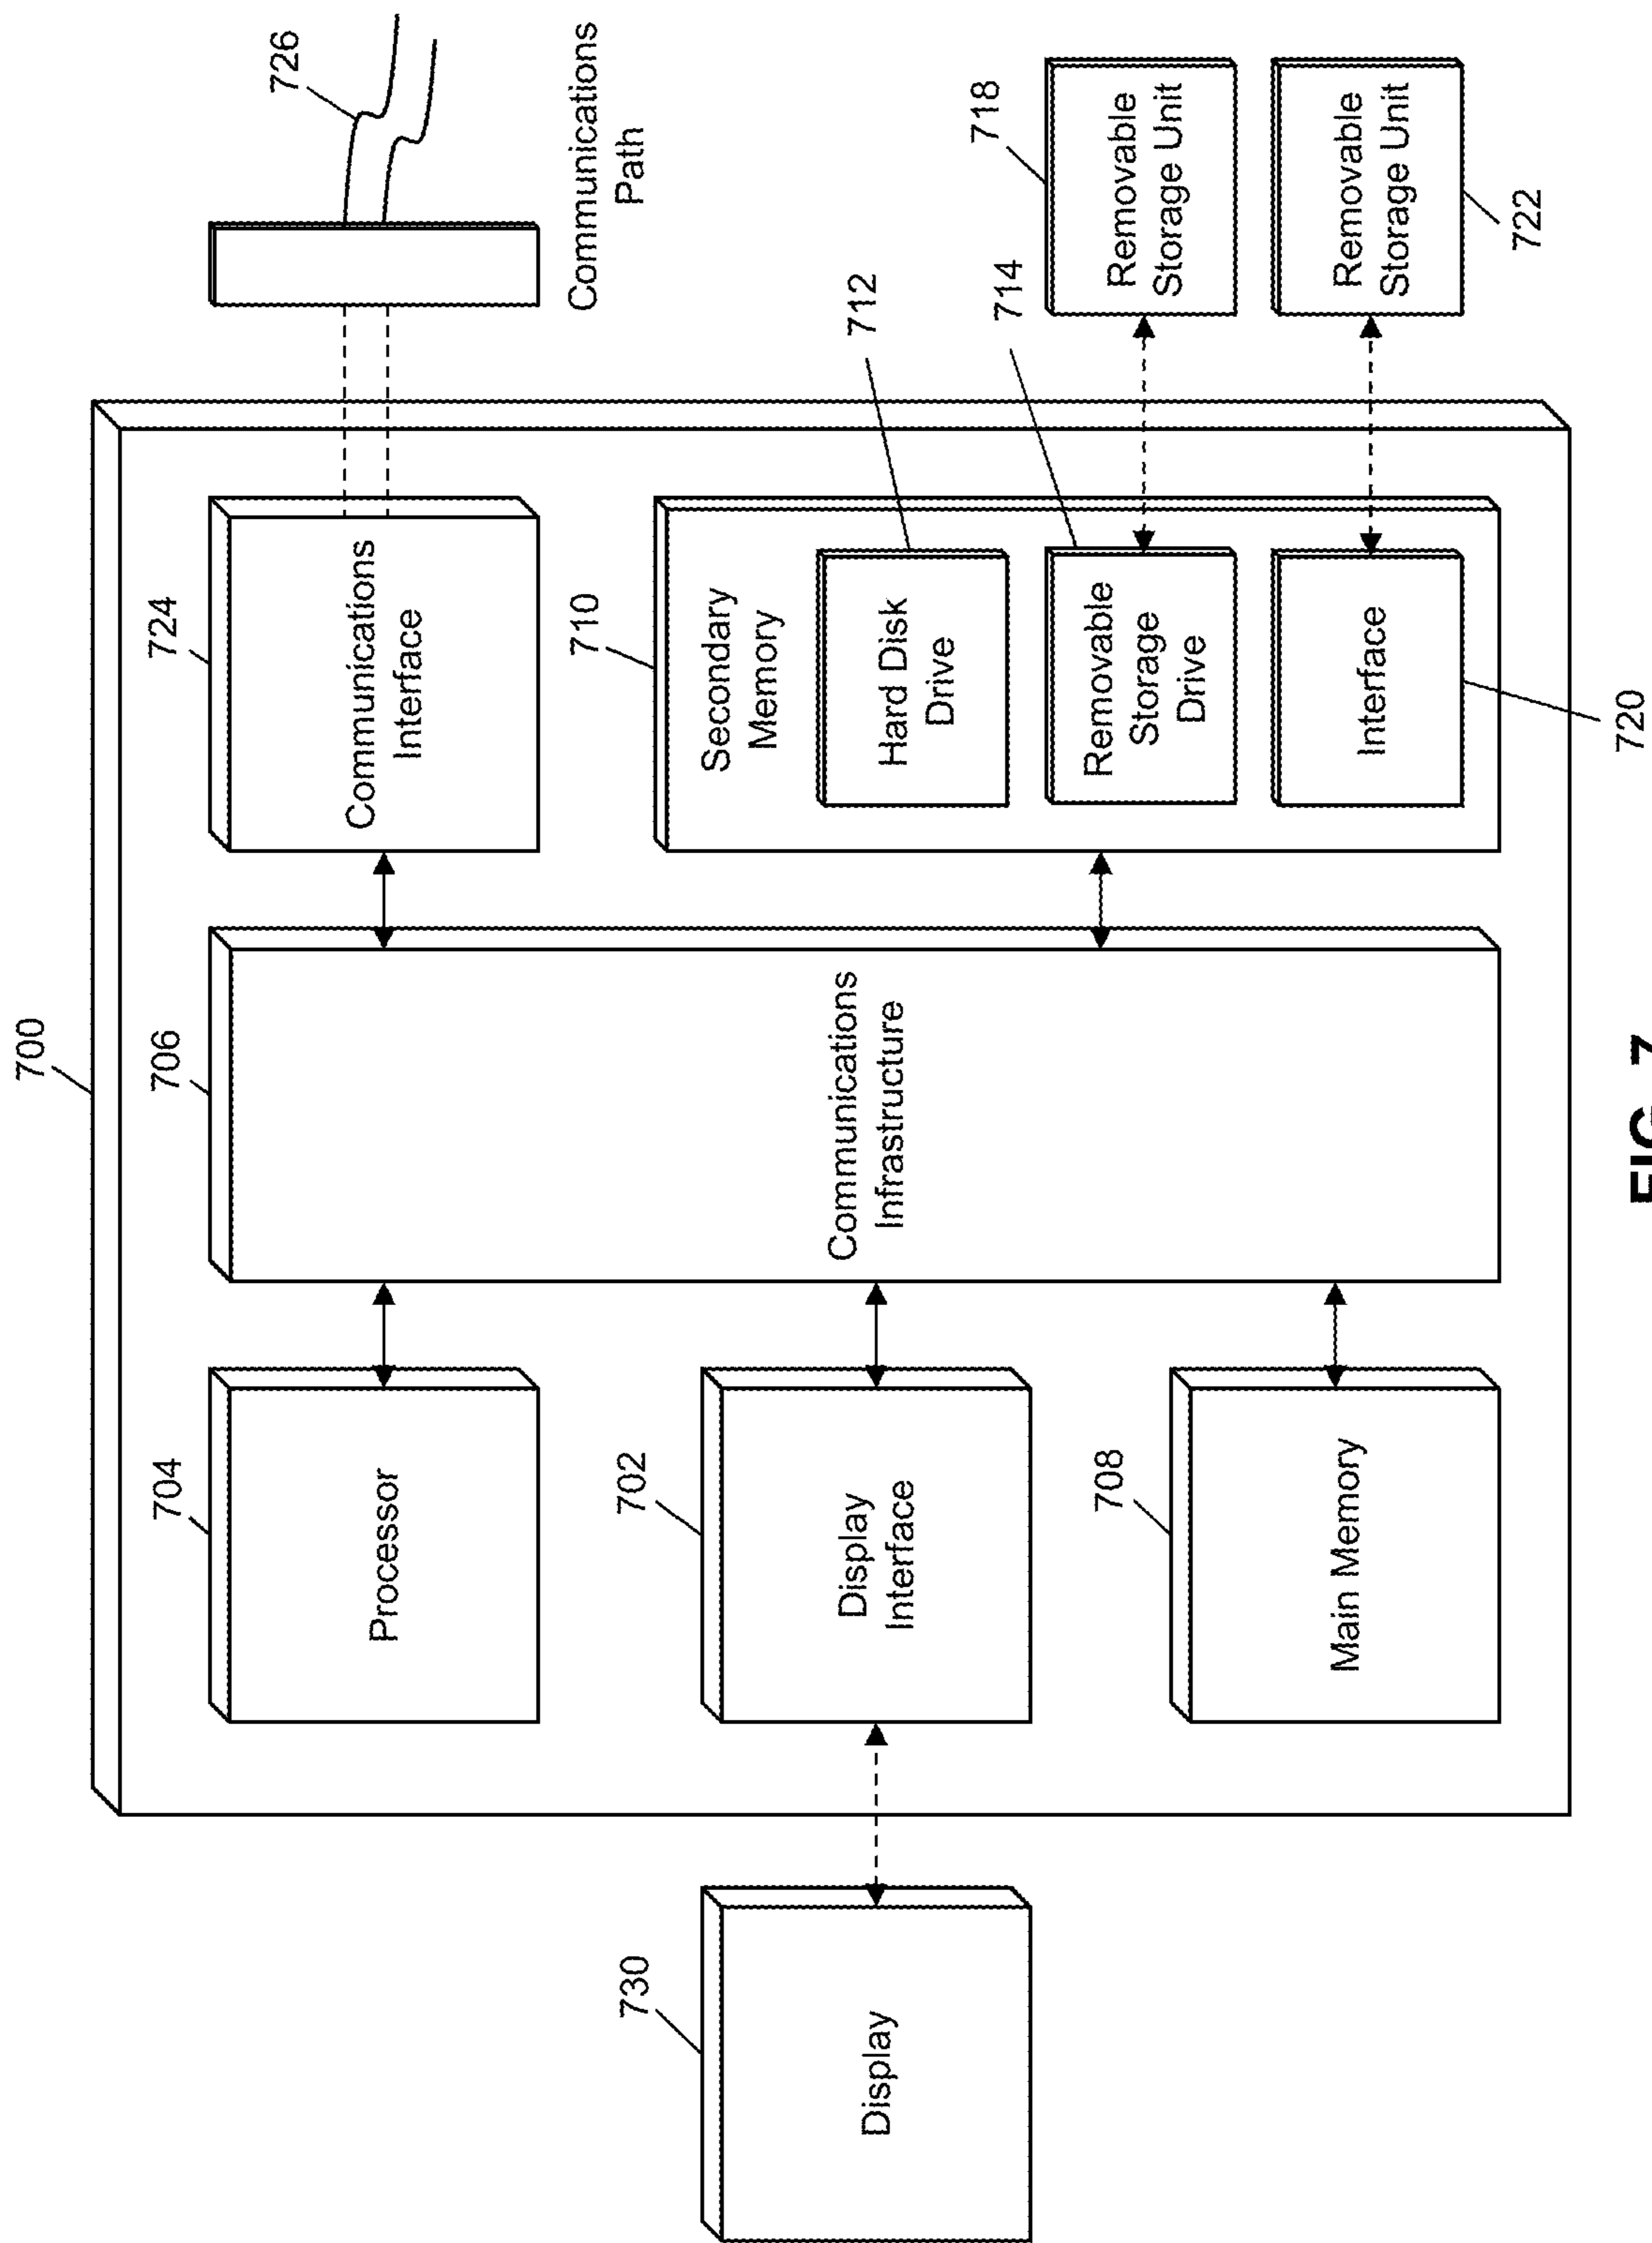 700
704
Processor
706
Communications
Infrastructure
724
Communications
Interface
726
Communications
Path
730
Display
702
Display
Interface
708
Main Memory
710
Secondary
Memory
712
Hard Disk
Drive
714
Removable
Storage
Drive
718
Removable
Storage Unit
Interface
720
Removable
Storage Unit
722
FIG. 7